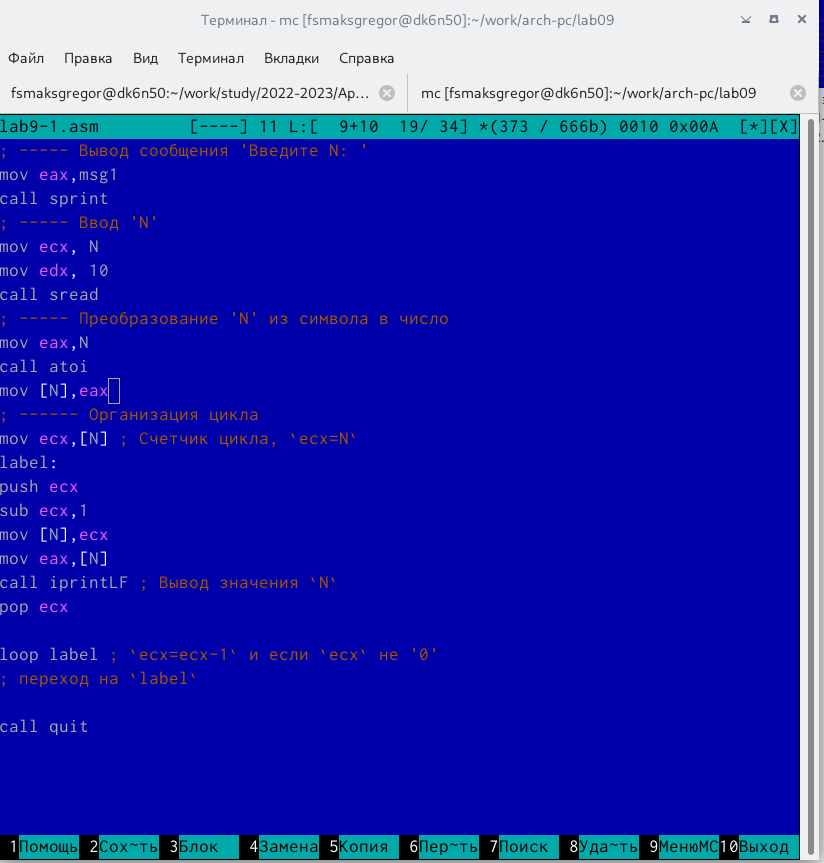 Терминал - mc [fsmaksgregor@dk6n50]:~/work/arch-pc/lab09
Файл Правка Вид Терминал Вкладки Справка
fsmaksgregor@dk6n50:~/work/study/2022-2023/Ар... mc [fsmaksgregor@dk6n50]:~/work/arch-pc/lab09
lab9-1.asm [----] 11 L:[ 9+10 19/ 34] *(373 / 666b) 0010 0x00A [*][X]
; ----- Вывод сообщения 'Введите N: '
mov eax,msg1
call sprint
; ----- Ввод 'N'
mov ecx, N
mov edx, 10
call sread
; ----- Преобразование 'N' из символа в число
mov eax,N
call atoi
mov [N],eax
; ------ Организация цикла
mov ecx,[N] ; Счетчик цикла, `ecx=N`
label:
push ecx
sub ecx,1
mov [N],ecx
mov eax,[N]
call iprintLF ; Вывод значения `N`
pop ecx
loop label ; `ecx=ecx-1` и если `ecx` не '0'
; переход на `label`
call quit
1Помощь 2Сох~ть 3Блок 4Замена 5Копия 6Пер~ть 7Поиск 8Уда~ть 9МенюMC 10Выход